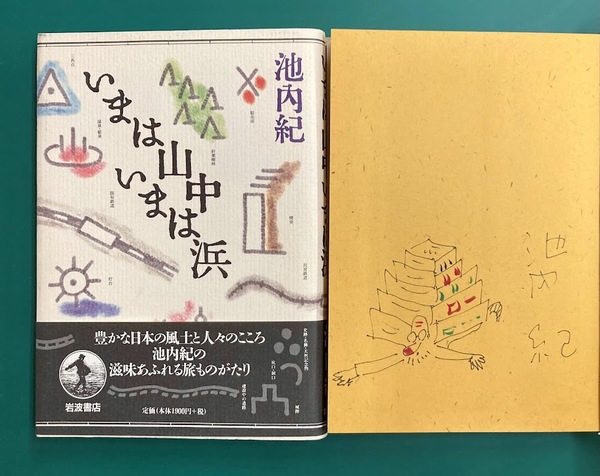 池内紀
いまは山中
いまは浜
豊かな日本の風土と人々のこころ
池内紀の
滋味あふれる旅ものがたり
岩波書店
定価(本体1900円+税)
池内紀